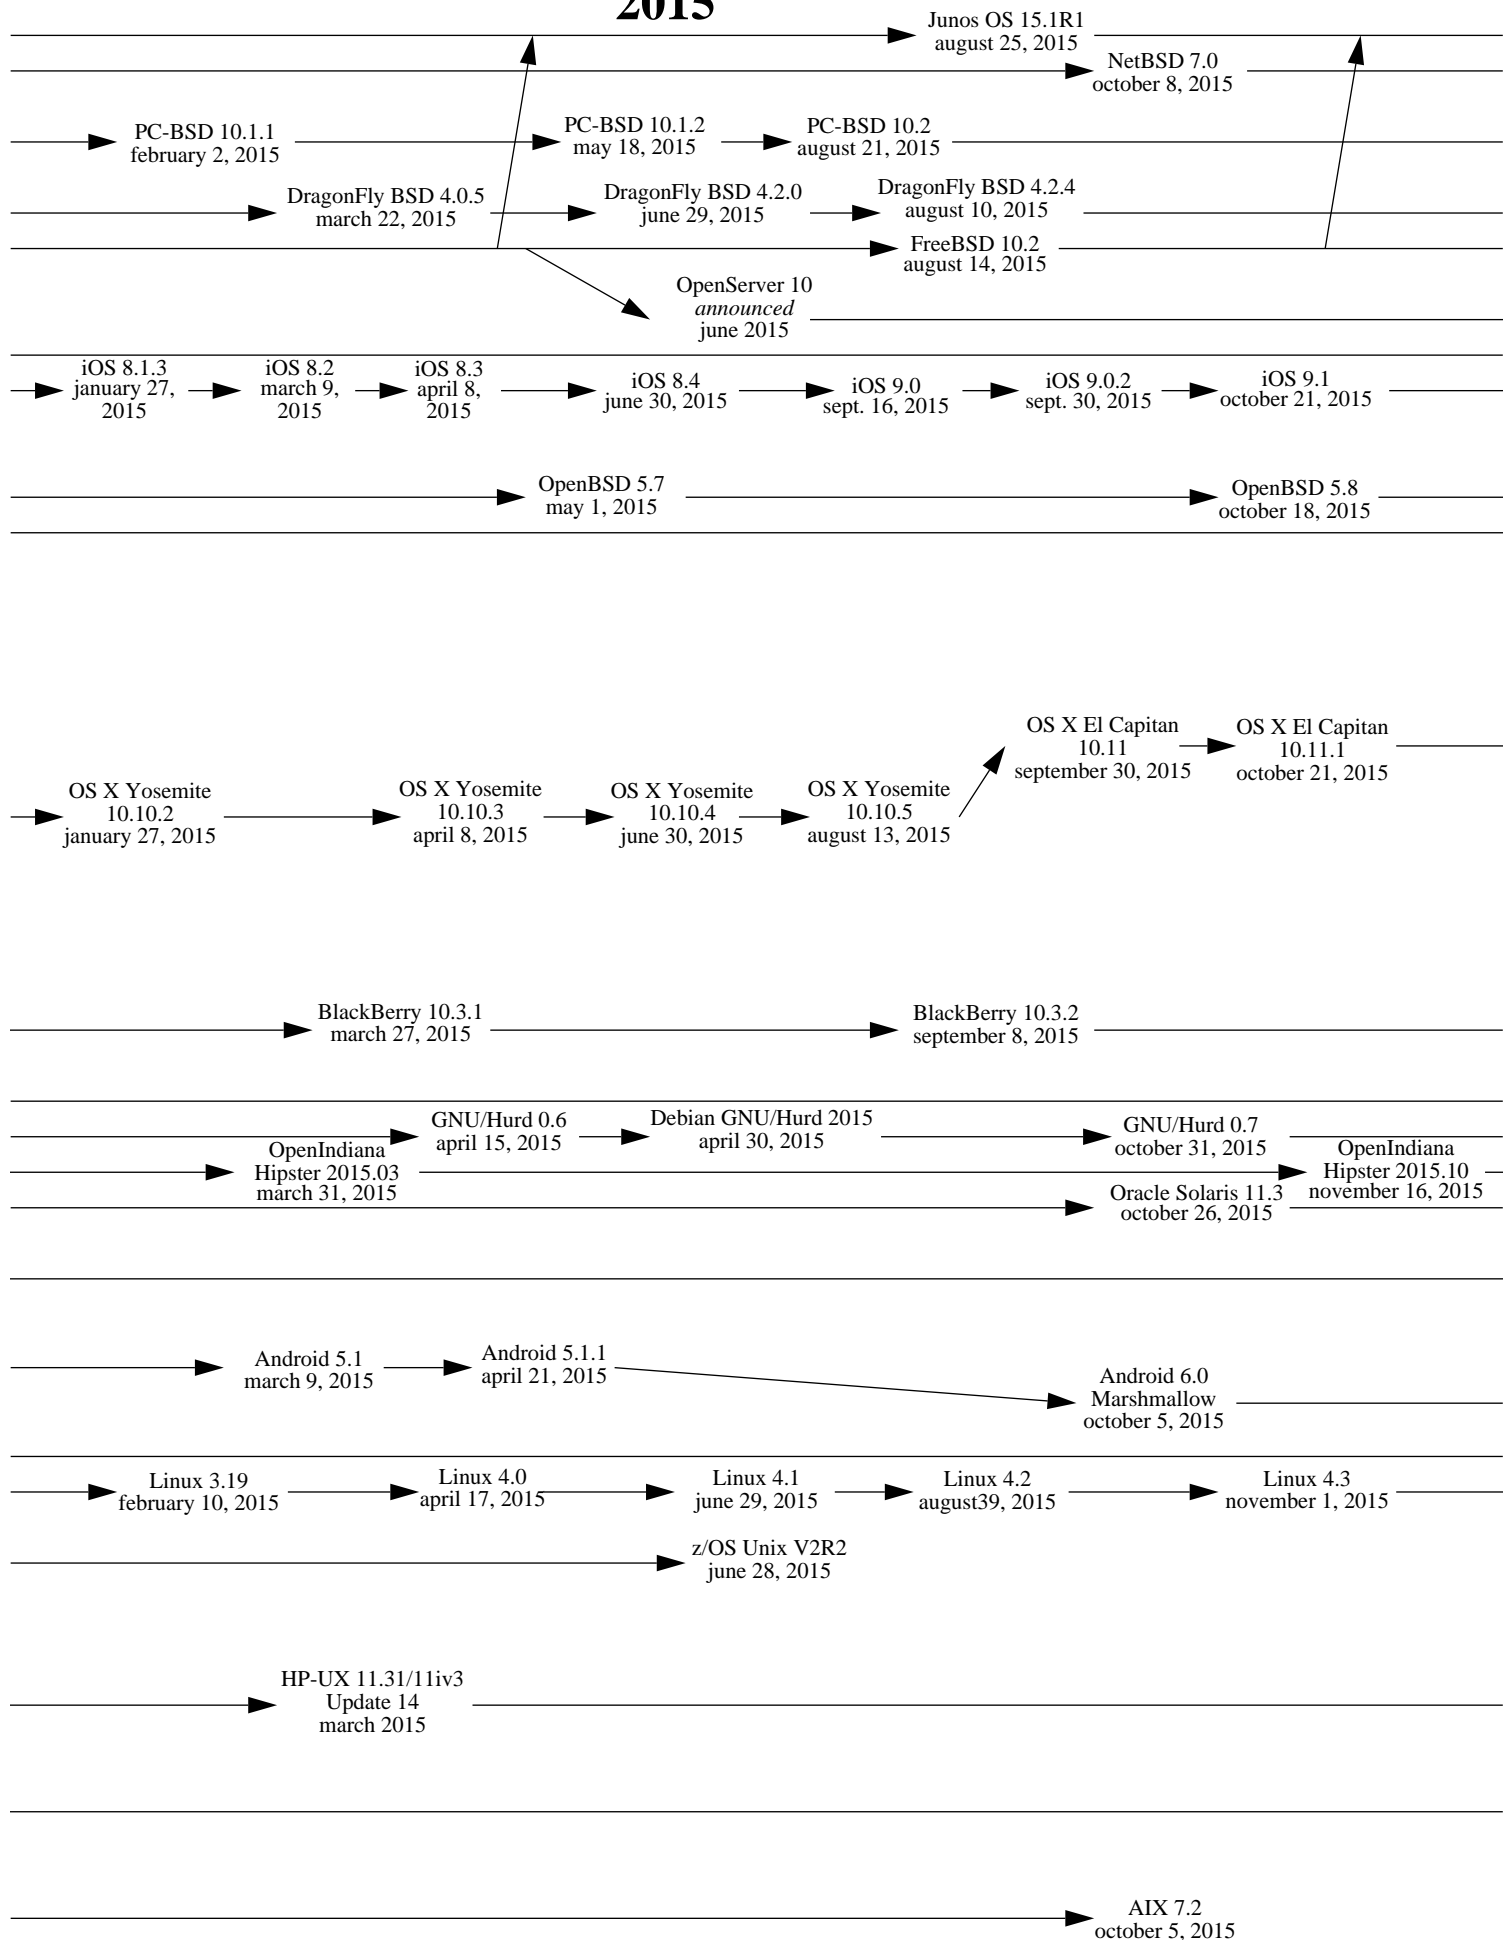 2015
Junos OS 15.1R1
august 25, 2015
NetBSD 7.0
october 8, 2015
PC-BSD 10.1.1
february 2, 2015
PC-BSD 10.1.2
may 18, 2015
PC-BSD 10.2
august 21, 2015
DragonFly BSD 4.0.5
march 22, 2015
DragonFly BSD 4.2.0
june 29, 2015
DragonFly BSD 4.2.4
august 10, 2015
FreeBSD 10.2
august 14, 2015
OpenServer 10
announced
june 2015
iOS 8.1.3
january 27,
2015
iOS 8.2
march 9,
2015
iOS 8.3
april 8,
2015
iOS 8.4
june 30, 2015
iOS 9.0
sept. 16, 2015
iOS 9.0.2
sept. 30, 2015
iOS 9.1
october 21, 2015
OpenBSD 5.7
may 1, 2015
OpenBSD 5.8
october 18, 2015
OS X El Capitan
10.11
september 30, 2015
OS X El Capitan
10.11.1
october 21, 2015
OS X Yosemite
10.10.2
january 27, 2015
OS X Yosemite
10.10.3
april 8, 2015
OS X Yosemite
10.10.4
june 30, 2015
OS X Yosemite
10.10.5
august 13, 2015
BlackBerry 10.3.1
march 27, 2015
BlackBerry 10.3.2
september 8, 2015
GNU/Hurd 0.6
april 15, 2015
Debian GNU/Hurd 2015
april 30, 2015
GNU/Hurd 0.7
october 31, 2015
OpenIndiana
Hipster 2015.03
march 31, 2015
OpenIndiana
Hipster 2015.10
november 16, 2015
Oracle Solaris 11.3
october 26, 2015
Android 5.1
march 9, 2015
Android 5.1.1
april 21, 2015
Android 6.0
Marshmallow
october 5, 2015
Linux 3.19
february 10, 2015
Linux 4.0
april 17, 2015
Linux 4.1
june 29, 2015
Linux 4.2
august39, 2015
Linux 4.3
november 1, 2015
z/OS Unix V2R2
june 28, 2015
HP-UX 11.31/11iv3
Update 14
march 2015
AIX 7.2
october 5, 2015